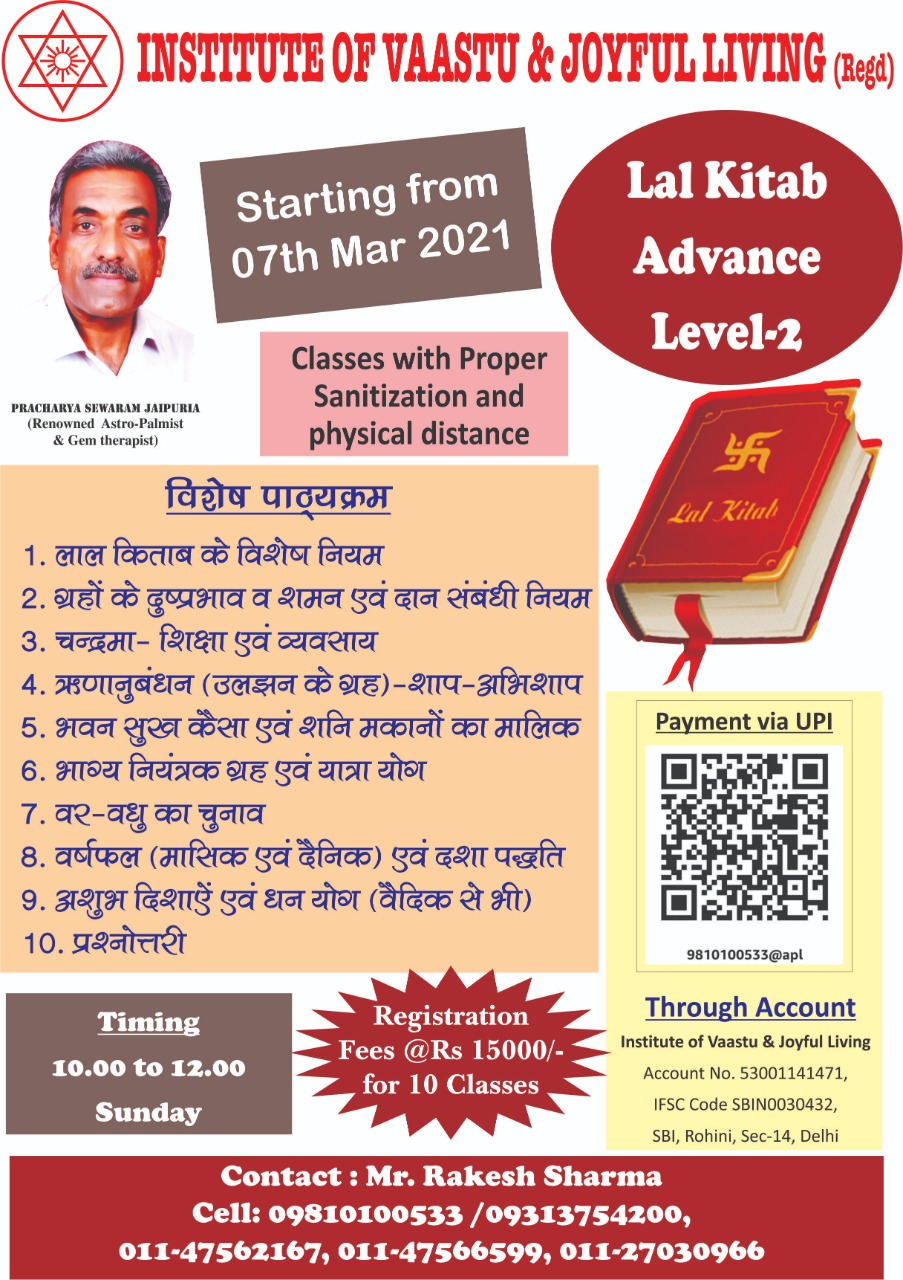 INSTITUTE OF VAASTU & JOYFUL LIVING (Regd)
Starting from
07th Mar 2021
Lal Kitab
Advance
Level-2
Classes with Proper
Sanitization and
physical distance
PRACHARYA SEWARAM JAIPURIA
(Renowned Astro-Palmist
& Gem therapist)
Lal Kitab
विशेष पाठ्यक्रम
1. लाल किताब के विशेष नियम
2. ग्रहों के दुष्प्रभाव व शमन एवं दान संबंधी नियम
3. चन्द्रमा- शिक्षा एवं व्यवसाय
4. ऋणानुबंधन (उलझन के ग्रह)-शाप-अभिशाप
5. भवन सुख कैसा एवं शनि मकानों का मालिक
6. भाग्य नियंत्रक ग्रह एवं यात्रा योग
7. वर-वधु का चुनाव
8. वर्षफल (मासिक एवं दैनिक) एवं दशा पद्धति
9. अशुभ दिशाऐं एवं धन योग (वैदिक से भी)
10. प्रश्नोत्तरी
Payment via UPI
9810100533@apl
Through Account
Institute of Vaastu & Joyful Living
Account No. 53001141471,
IFSC Code SBIN0030432,
SBI, Rohini, Sec-14, Delhi
Timing
10.00 to 12.00
Sunday
Registration
Fees @Rs 15000/-
for 10 Classes
Contact : Mr. Rakesh Sharma
Cell: 09810100533 /09313754200,
011-47562167, 011-47566599, 011-27030966